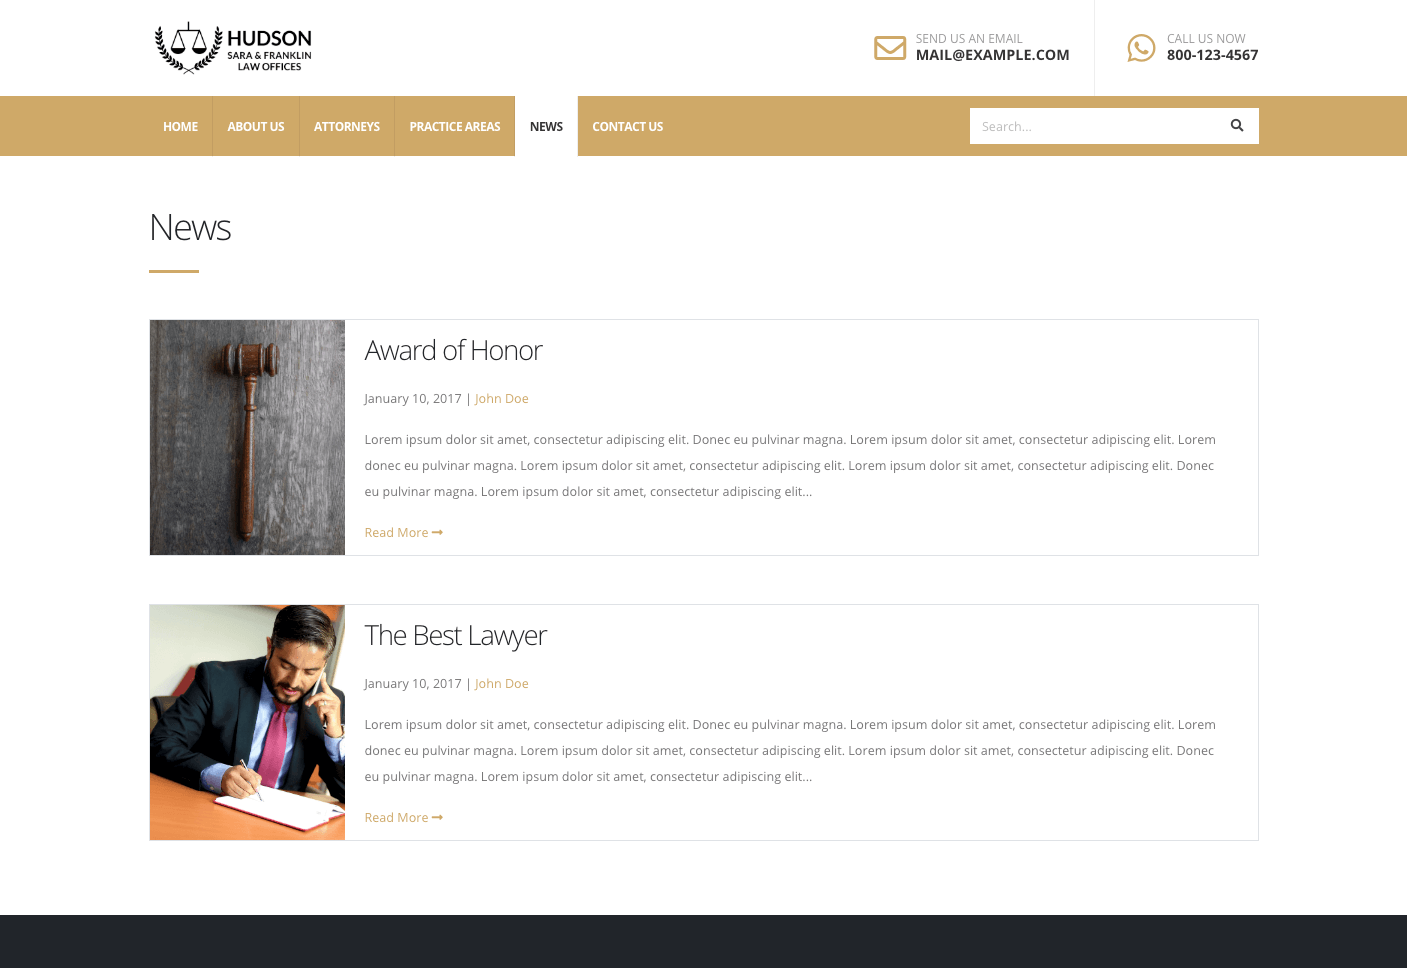 HUDSON
SARA & FRANKLIN
LAW OFFICES
SEND US AN EMAIL
MAIL@EXAMPLE.COM
CALL US NOW
800-123-4567
HOME ABOUT US ATTORNEYS PRACTICE AREAS NEWS CONTACT US Search...
News
Award of Honor
January 10, 2017 | John Doe
Lorem ipsum dolor sit amet, consectetur adipiscing elit. Donec eu pulvinar magna. Lorem ipsum dolor sit amet, consectetur adipiscing elit. Lorem
donec eu pulvinar magna. Lorem ipsum dolor sit amet, consectetur adipiscing elit. Lorem ipsum dolor sit amet, consectetur adipiscing elit. Donec
eu pulvinar magna. Lorem ipsum dolor sit amet, consectetur adipiscing elit...
Read More
The Best Lawyer
January 10, 2017 | John Doe
Lorem ipsum dolor sit amet, consectetur adipiscing elit. Donec eu pulvinar magna. Lorem ipsum dolor sit amet, consectetur adipiscing elit. Lorem
donec eu pulvinar magna. Lorem ipsum dolor sit amet, consectetur adipiscing elit. Lorem ipsum dolor sit amet, consectetur adipiscing elit. Donec
eu pulvinar magna. Lorem ipsum dolor sit amet, consectetur adipiscing elit...
Read More